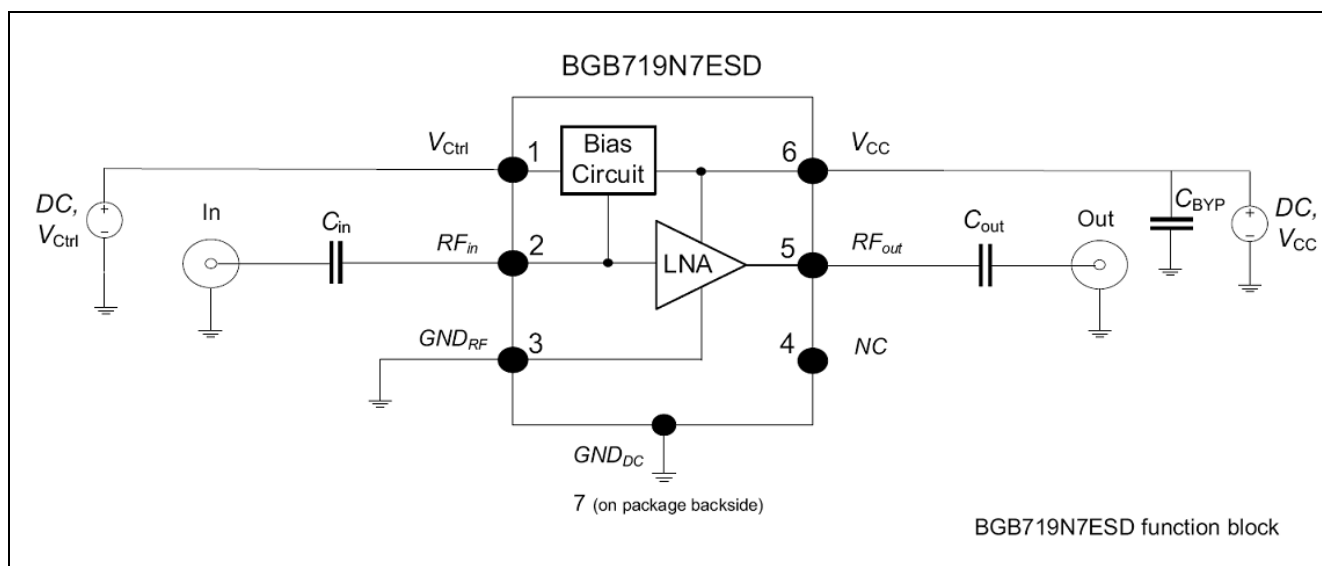 BGB719N7ESD
VCtrl
1
Bias
Circuit
6
VCC
DC,
VCtrl
+
−
In
Cin
RFin
2
LNA
5
RFout
Cout
Out
CBYP
+
−
DC,
VCC
GNDRF
3
4
NC
GNDDC
7 (on package backside)
BGB719N7ESD function block